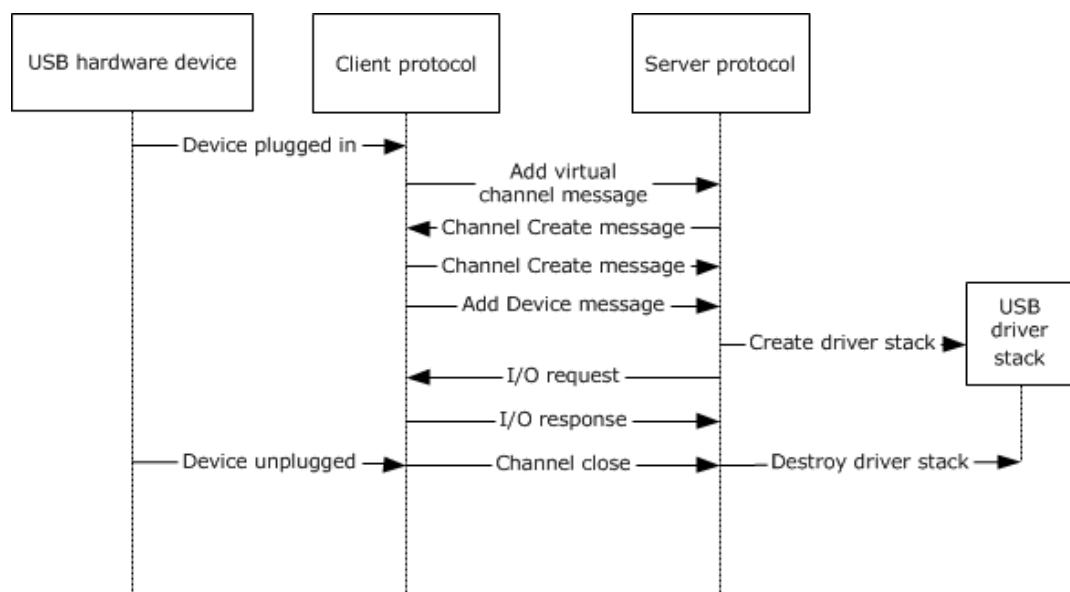 USB hardware device
Client protocol
Server protocol
Device plugged in
Add virtual
channel message
Channel Create message
Channel Create message
Add Device message
USB
driver
stack
Create driver stack
I/O request
I/O response
Device unplugged
Channel close
Destroy driver stack